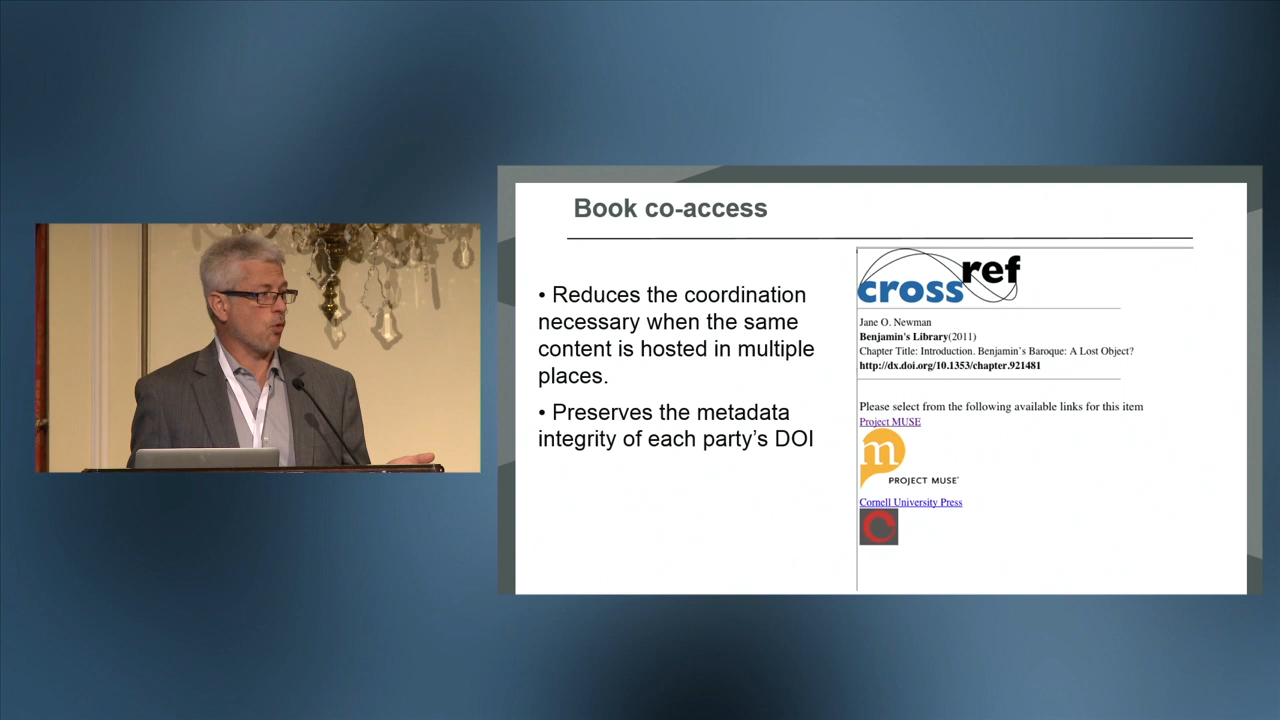 Book co-access
• Reduces the coordination
necessary when the same
content is hosted in multiple
places.
• Preserves the metadata
integrity of each party's DOI
crossref
Jane O. Newman
Benjamin's Library(2011)
Chapter Title: Introduction. Benjamin's Baroque: A Lost Object?
http://dx.doi.org/10.1353/chapter.921481
Please select from the following available links for this item
Project MUSE
m
PROJECT MUSE'
Cornell University Press